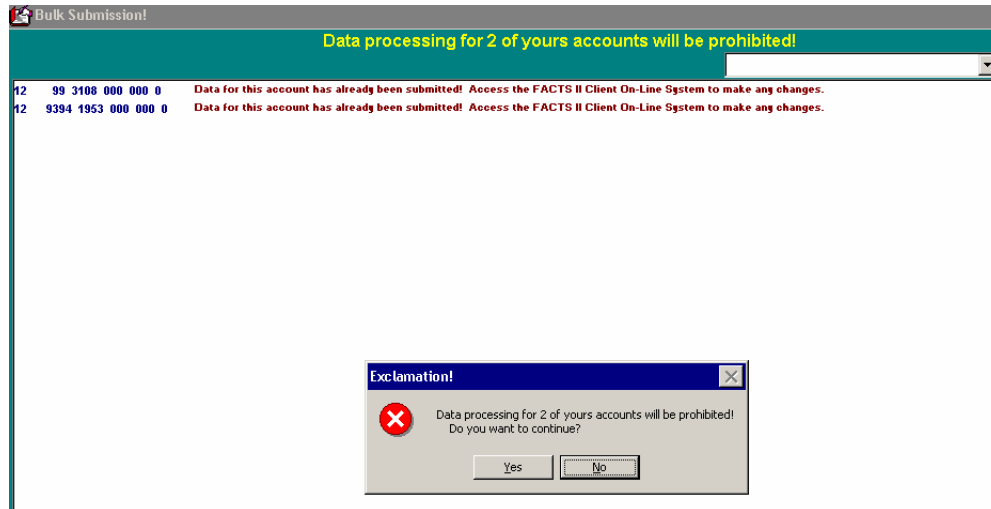 Bulk Submission!
Data processing for 2 of yours accounts will be prohibited!
12 99 3108 000 000 0 Data for this account has already been submitted! Access the FACTS II Client On-Line System to make any changes.
12 9394 1953 000 000 0 Data for this account has already been submitted! Access the FACTS II Client On-Line System to make any changes.
Exclamation!
Data processing for 2 of yours accounts will be prohibited!
Do you want to continue?
Yes No